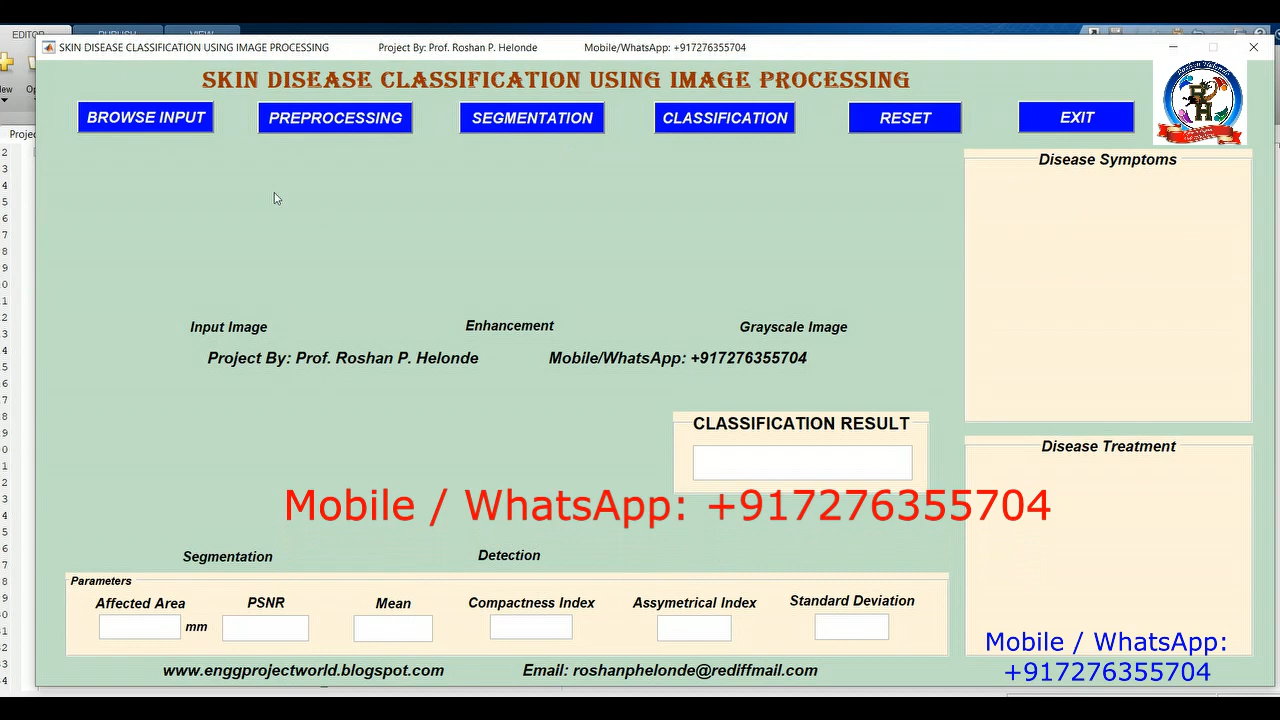 EDITOR PUBLISH VIEW
SKIN DISEASE CLASSIFICATION USING IMAGE PROCESSING Project By: Prof. Roshan P. Helonde Mobile/WhatsApp: +917276355704
SKIN DISEASE CLASSIFICATION USING IMAGE PROCESSING
BROWSE INPUT PREPROCESSING SEGMENTATION CLASSIFICATION RESET EXIT
Disease Symptoms
Input Image Enhancement Grayscale Image
Project By: Prof. Roshan P. Helonde Mobile/WhatsApp: +917276355704
CLASSIFICATION RESULT
Disease Treatment
Mobile / WhatsApp: +917276355704
Segmentation Detection
Parameters
Affected Area PSNR Mean Compactness Index Assymetrical Index Standard Deviation
mm
Mobile / WhatsApp:
+917276355704
www.enggprojectworld.blogspot.com Email: roshanphelonde@rediffmail.com